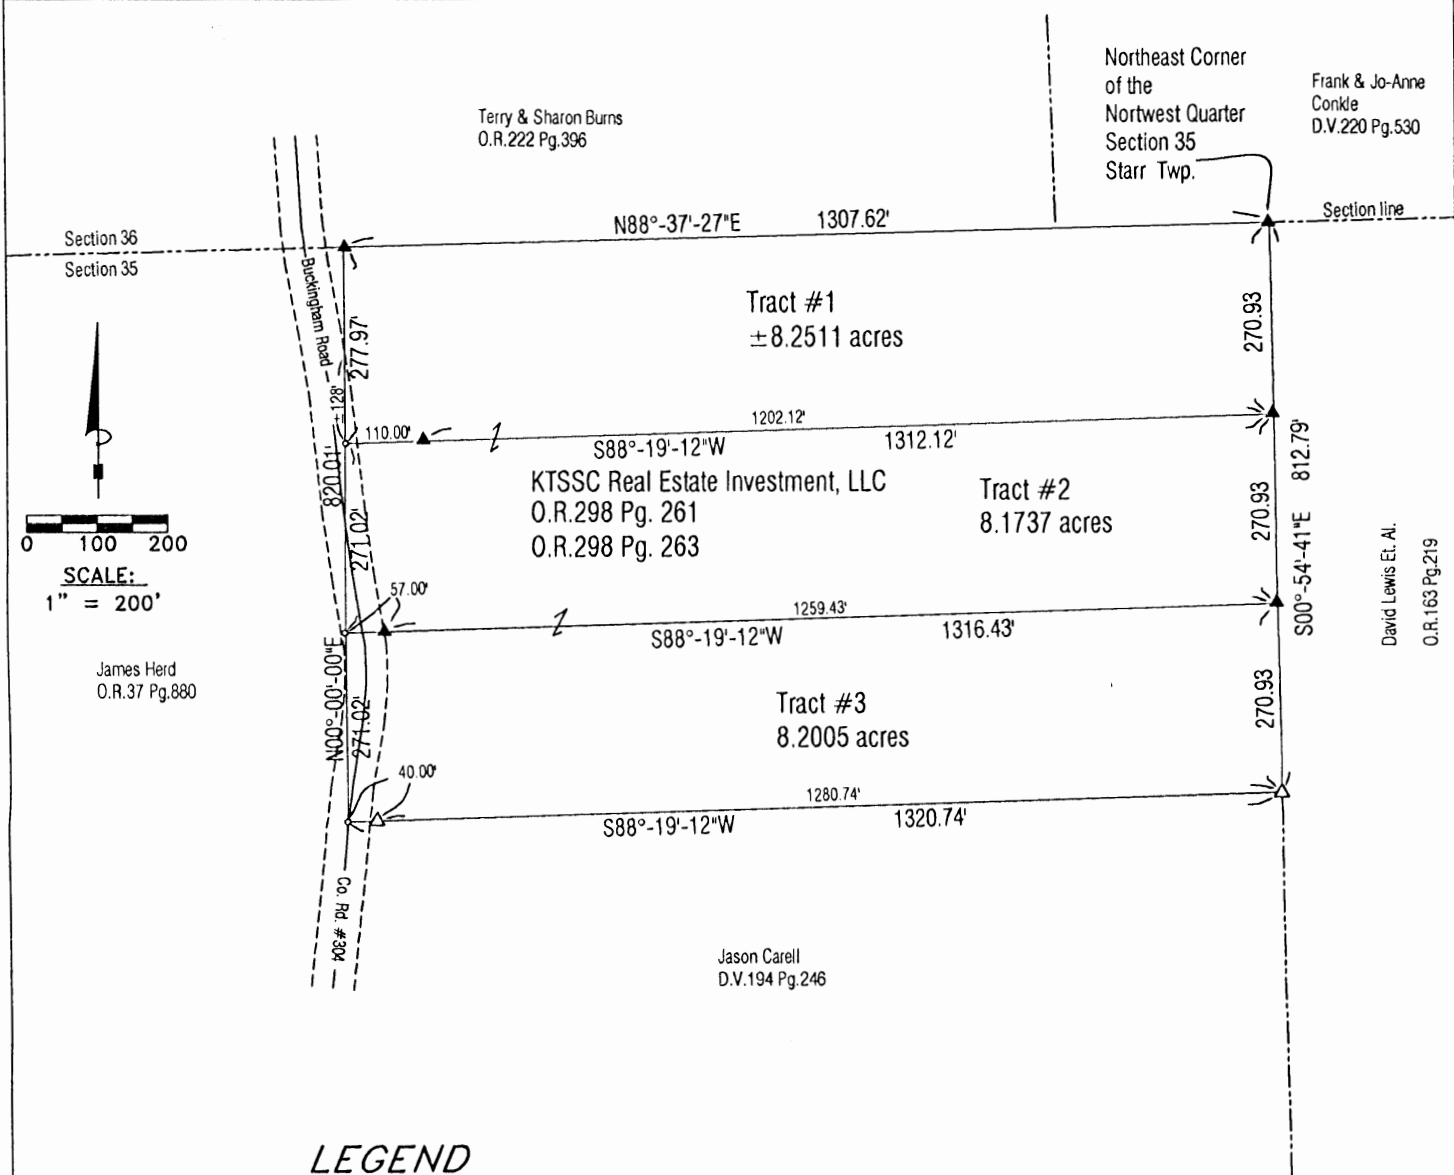 Northeast Corner
of the
Nortwest Quarter
Section 35
Starr Twp.
Frank & Jo-Anne
Conkle
D.V.220 Pg.530
Terry & Sharon Burns
O.R.222 Pg.396
Section line
N88°-37'-27"E 1307.62'
Section 36
Section 35
Buckingham Road
277.97'
Tract #1
±8.2511 acres
270.93
±128'
110.00'
1202.12'
S88°-19'-12"W 1312.12'
820.01'
271.02'
KTSSC Real Estate Investment, LLC
O.R.298 Pg. 261
O.R.298 Pg. 263
Tract #2
8.1737 acres
270.93
S00°-54'-41"E 812.79'
David Lewis Et. Al.
O.R.163 Pg.219
0 100 200
SCALE:
1" = 200'
57.00'
1259.43'
S88°-19'-12"W 1316.43'
James Herd
O.R.37 Pg.880
N00°-00'-00"E
271.02'
Tract #3
8.2005 acres
270.93
40.00'
1280.74'
S88°-19'-12"W 1320.74'
Co. Rd. #304
Jason Carell
D.V.194 Pg.246
LEGEND